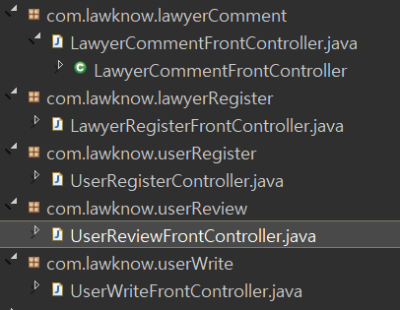 com.lawknow.lawyerComment
LawyerCommentFrontController.java
LawyerCommentFrontController
com.lawknow.lawyerRegister
LawyerRegisterFrontController.java
com.lawknow.userRegister
UserRegisterController.java
com.lawknow.userReview
UserReviewFrontController.java
com.lawknow.userWrite
UserWriteFrontController.java